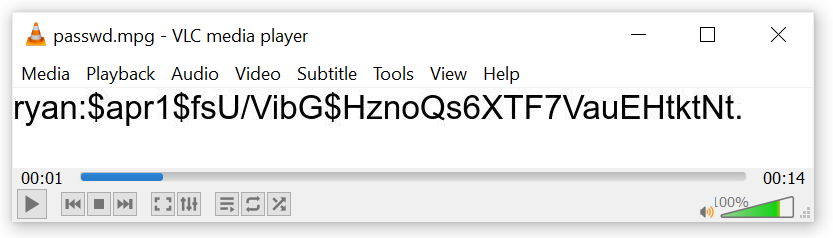 passwd.mpg - VLC media player
Media Playback Audio Video Subtitle Tools View Help
ryan:$apr1$fsU/VibG$HznoQs6XTF7VauEHtktNt.
00:01 00:14
100%